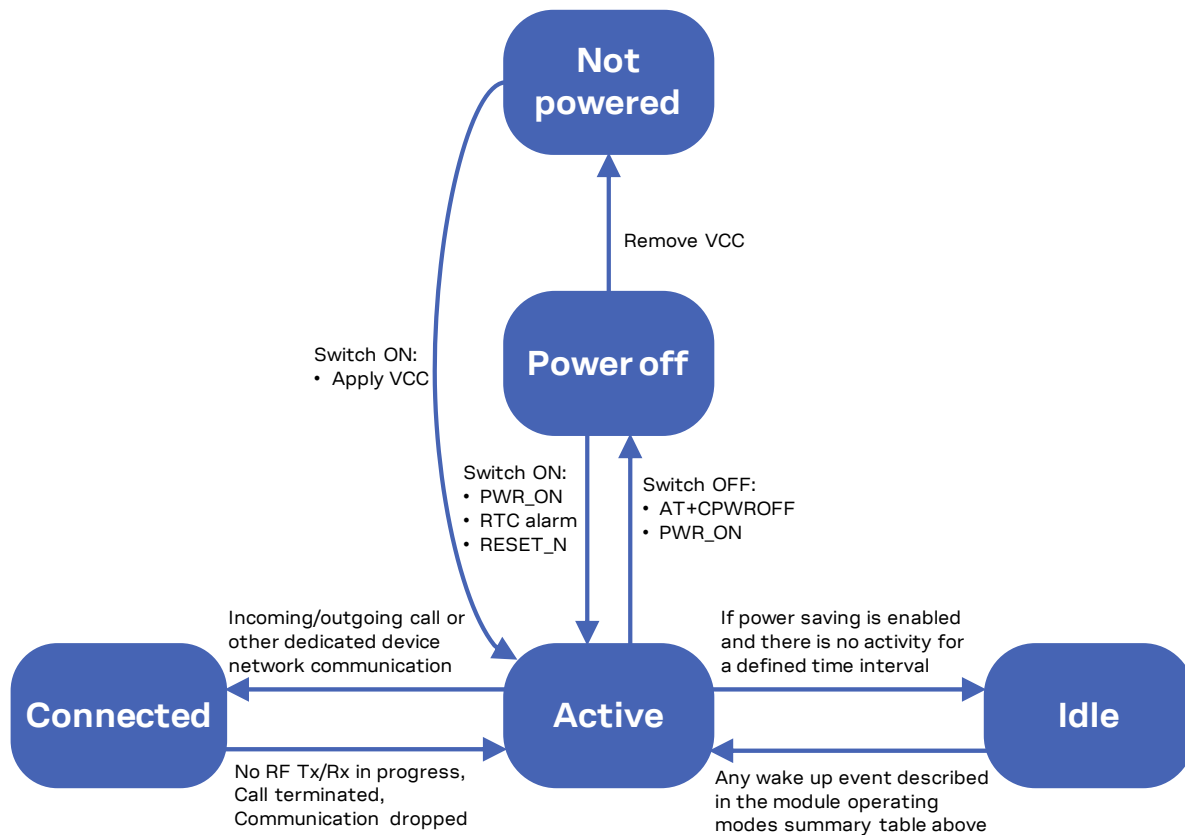 Not
powered
Remove VCC
Switch ON:
• Apply VCC
Power off
Switch ON:
• PWR_ON
• RTC alarm
• RESET_N
Switch OFF:
• AT+CPWROFF
• PWR_ON
Incoming/outgoing call or
other dedicated device
network communication
If power saving is enabled
and there is no activity for
a defined time interval
Connected
Active
Idle
No RF Tx/Rx in progress,
Call terminated,
Communication dropped
Any wake up event described
in the module operating
modes summary table above